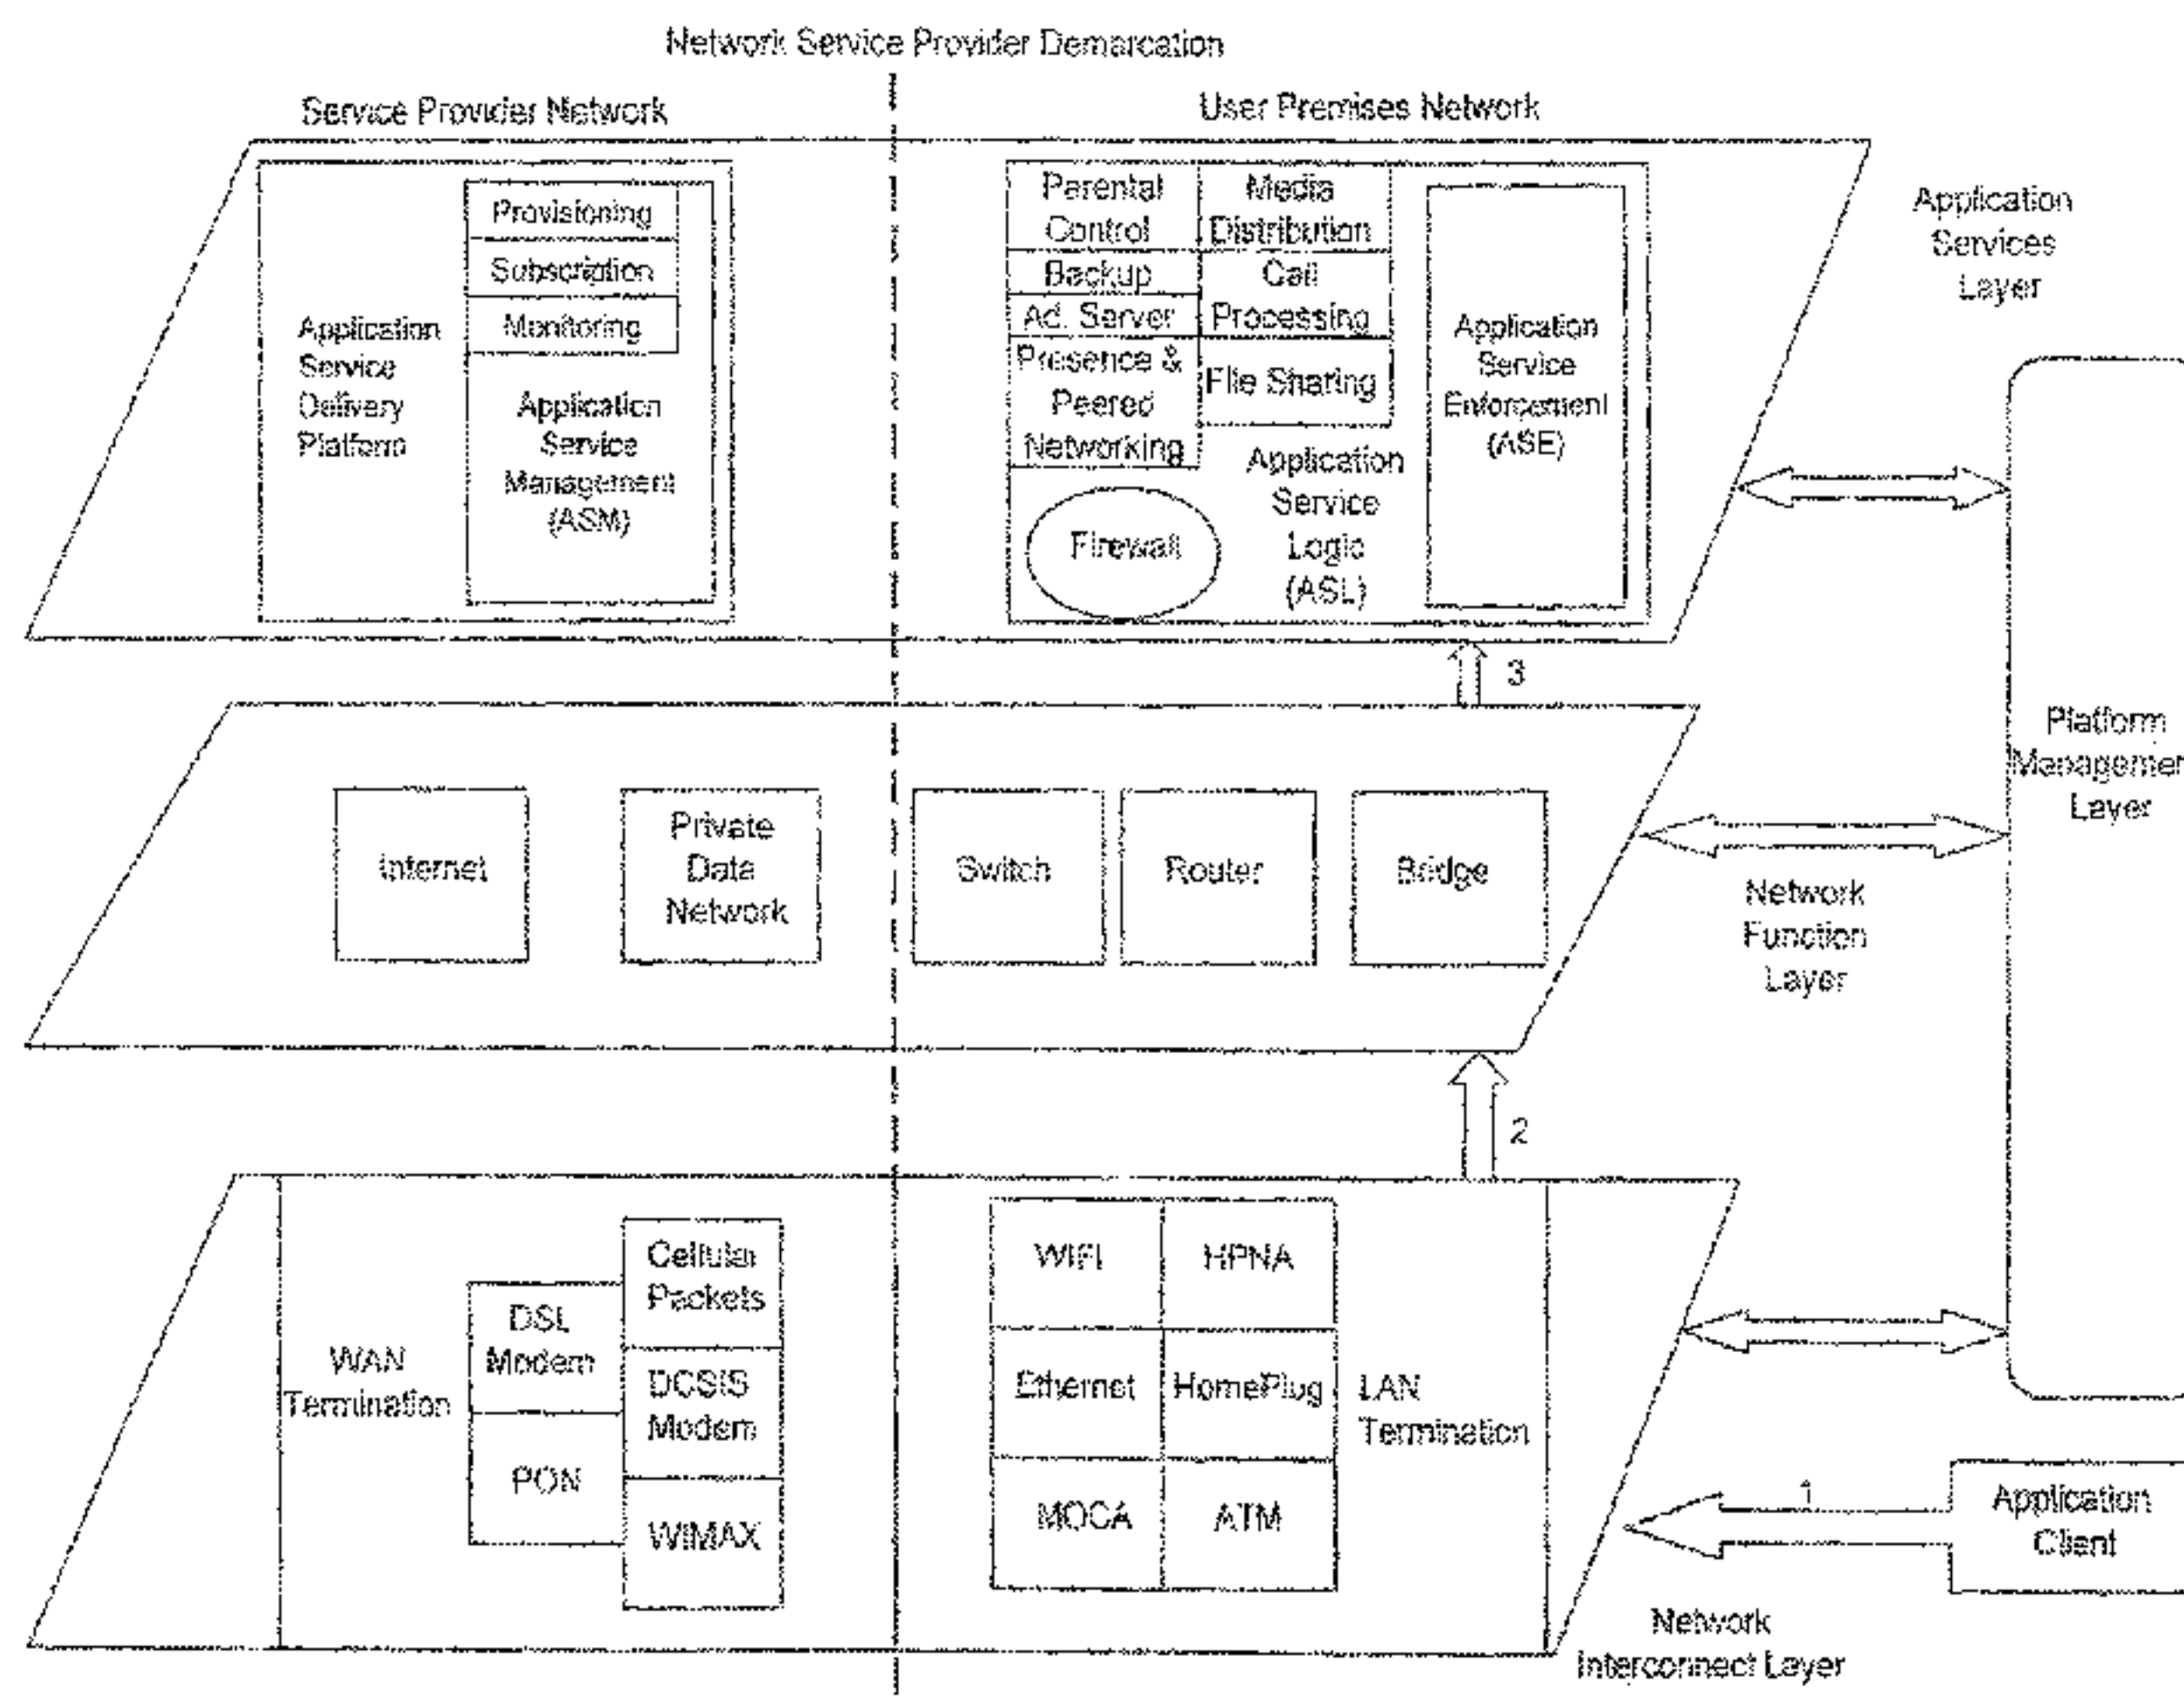 Network Service Provider Demarcation
Service Provider Network
User Premises Network
Application
Service
Delivery
Platform
Provisioning
Subscription
Monitoring
Application
Service
Management
(ASM)
Parental
Control
Backup
Ad. Server
Presence &
Peered
Networking
Firewall
Media
Distribution
Call
Processing
File Sharing
Application
Service
Logic
(ASL)
Application
Service
Enforcement
(ASE)
Application
Services
Layer
3
Internet
Private
Data
Network
Switch
Router
Bridge
Network
Function
Layer
Platform
Managemen
Layer
2
WAN
Termination
DSL
Modem
PON
Cellular
Packets
DCSIS
Modem
WIMAX
WIFI
HPNA
Ethernet
HomePlug
MOCA
ATM
LAN
Termination
1
Application
Client
Network
Interconnect Layer